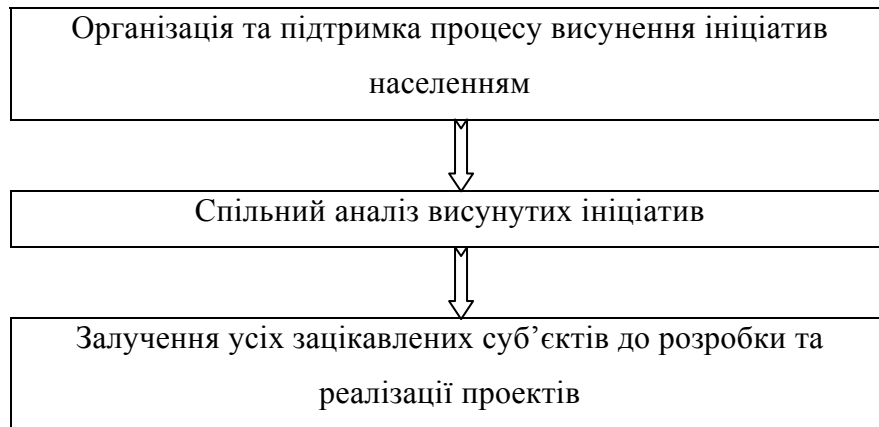 Організація та підтримка процесу висунення ініціатив
населенням
Спільний аналіз висунутих ініціатив
Залучення усіх зацікавлених суб’єктів до розробки та
реалізації проектів